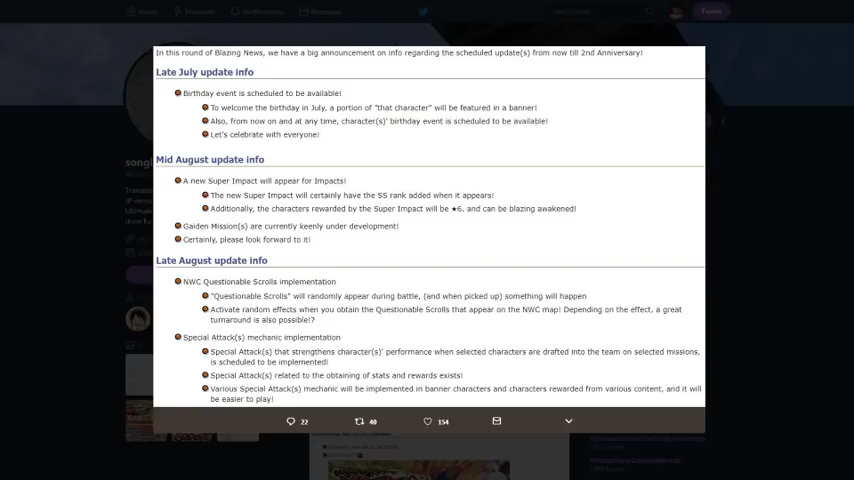 Home
Moments
Notifications
Messages
Tweet
In this round of Blazing News, we have a big announcement on info regarding the scheduled update(s) from now till 2nd Anniversary!
Late July update info
Birthday event is scheduled to be available!
To welcome the birthday in July, a portion of "that character" will be featured in a banner!
Also, from now on and at any time, character(s)' birthday event is scheduled to be available!
Let's celebrate with everyone!
Mid August update info
A new Super Impact will appear for Impacts!
The new Super Impact will certainly have the SS rank added when it appears!
Additionally, the characters rewarded by the Super Impact will be ★6, and can be blazing awakened!
Gaiden Mission(s) are currently keenly under development!
Certainly, please look forward to it!
Late August update info
NWC Questionable Scrolls implementation
"Questionable Scrolls" will randomly appear during battle, (and when picked up) something will happen
Activate random effects when you obtain the Questionable Scrolls that appear on the NWC map! Depending on the effect, a great
turnaround is also possible!?
Special Attack(s) mechanic implementation
Special Attack(s) that strengthens character(s)' performance when selected characters are drafted into the team on selected missions,
is scheduled to be implemented!
Special Attack(s) related to the obtaining of stats and rewards exists!
Various Special Attack(s) mechanic will be implemented in banner characters and characters rewarded from various content, and it will
be easier to play!
22
40
154